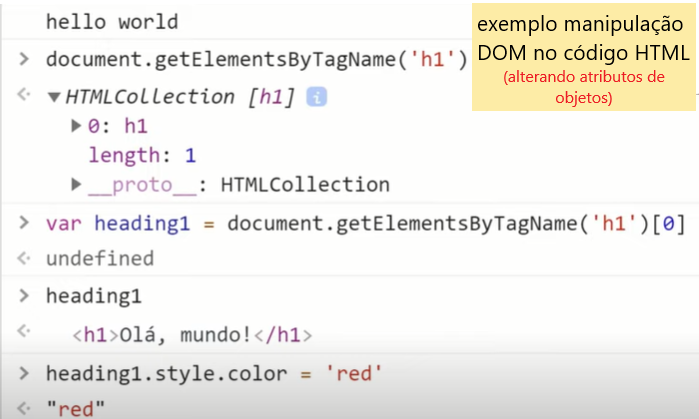 hello world
exemplo manipulação
DOM no código HTML
(alterando atributos de
objetos)
> document.getElementsByTagName('h1')
<· ▼HTMLCollection [h1] i
▶0: h1
length: 1
▶__proto__: HTMLCollection
> var heading1 = document.getElementsByTagName('h1')[0]
<· undefined
> heading1
<· <h1>Olá, mundo!</h1>
> heading1.style.color = 'red'
<· "red"